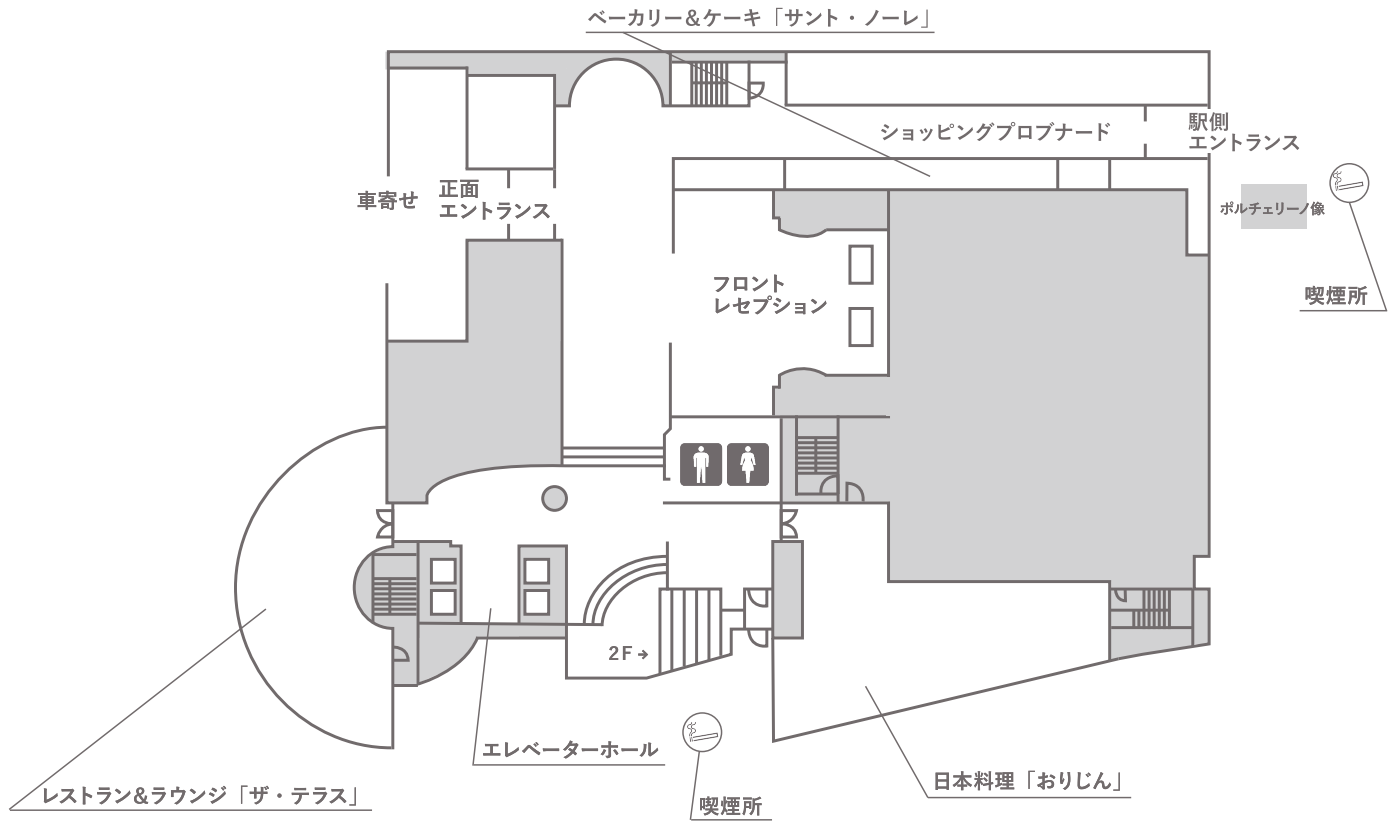 ベーカリー&ケーキ「サント・ノーレ」
ショッピングプロブナード
駅側
エントランス
車寄せ
正面
エントランス
ポルチェリーノ像
フロント
レセプション
喫煙所
2F→
エレベーターホール
レストラン&ラウンジ「ザ・テラス」
喫煙所
日本料理「おりじん」